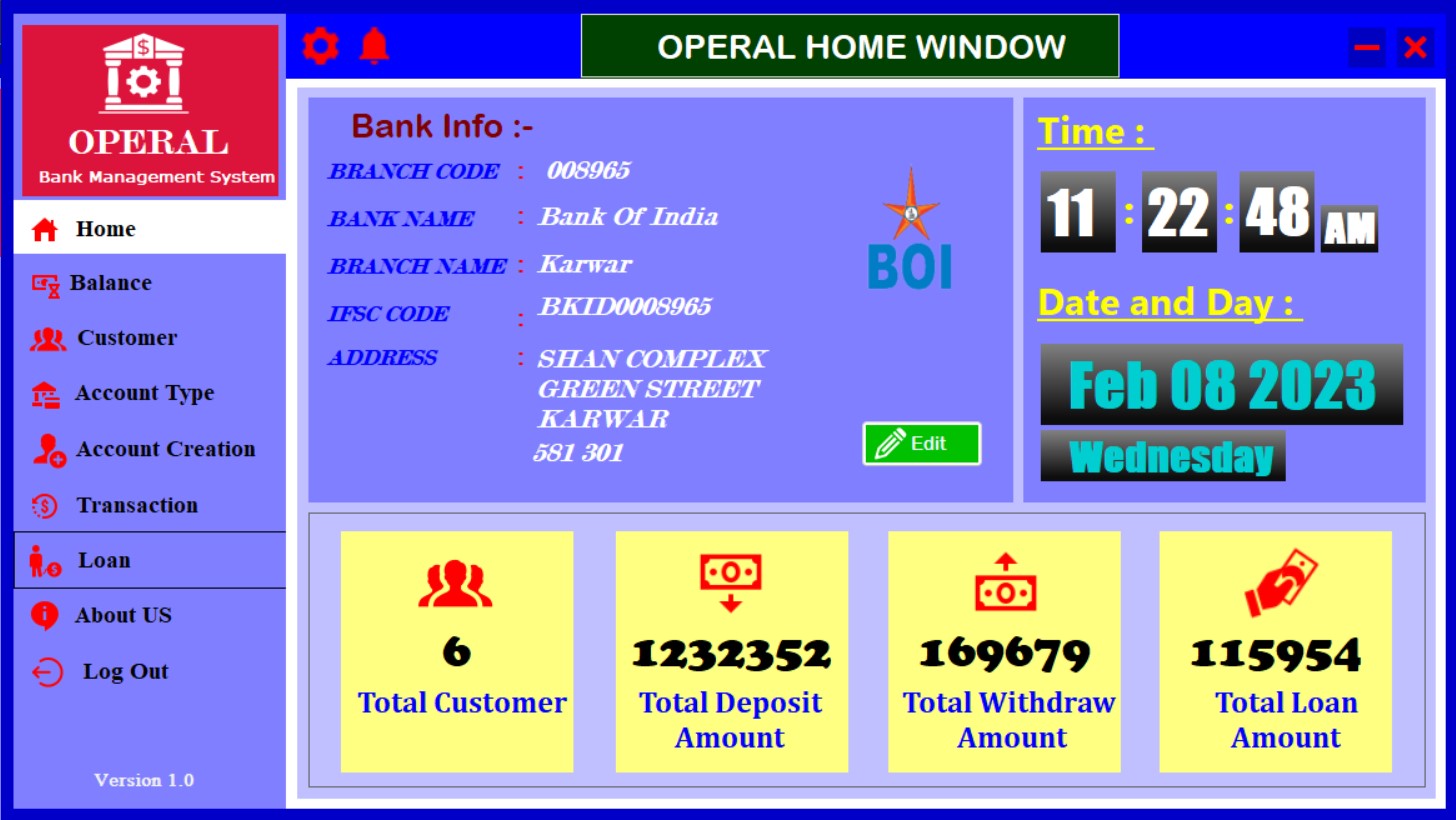 OPERAL
Bank Management System
Home
Balance
Customer
Account Type
Account Creation
Transaction
Loan
About US
Log Out
Version 1.0
OPERAL HOME WINDOW
Bank Info :-
BRANCH CODE : 008965
BANK NAME : Bank Of India
BRANCH NAME : Karwar
IFSC CODE : BKID0008965
ADDRESS : SHAN COMPLEX
GREEN STREET
KARWAR
581 301
BOI
Edit
Time :
11 : 22 : 48 AM
Date and Day :
Feb 08 2023
Wednesday
6
Total Customer
1232352
Total Deposit
Amount
169679
Total Withdraw
Amount
115954
Total Loan
Amount